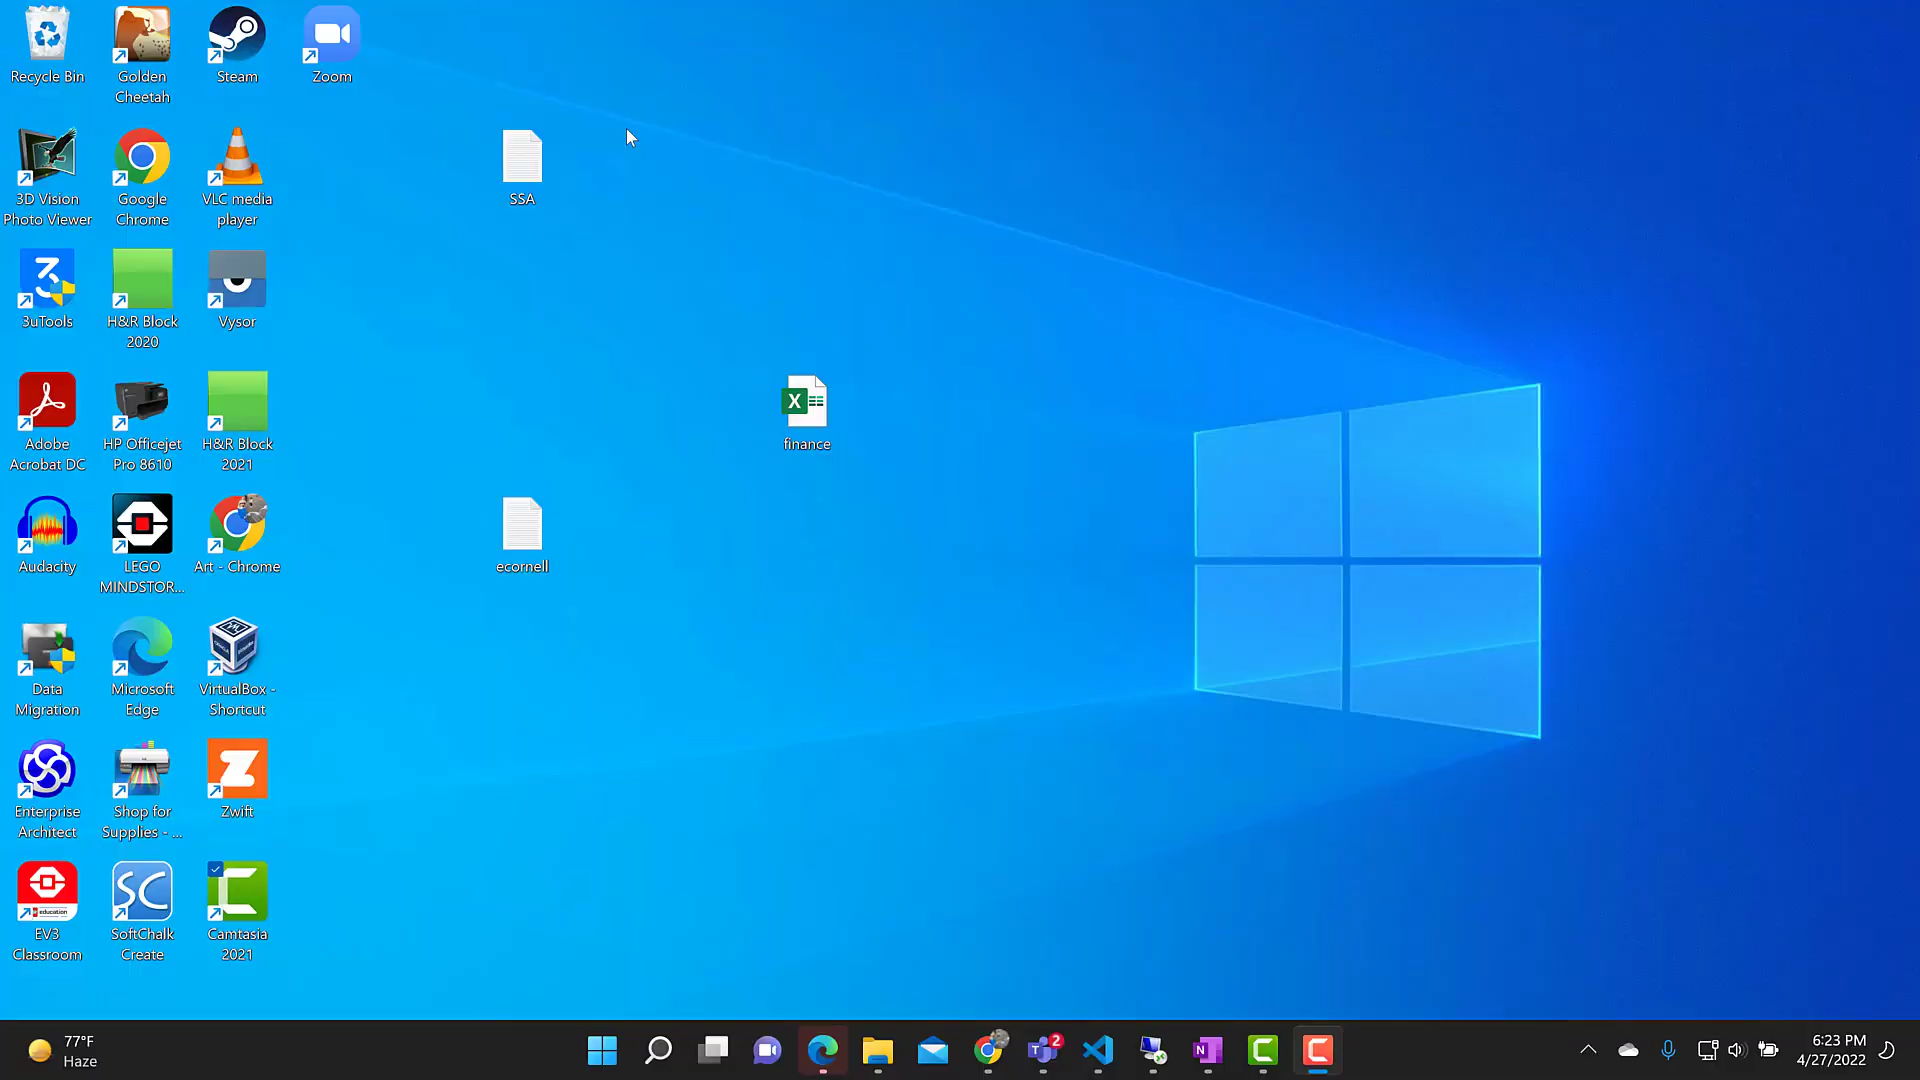 Recycle Bin
Golden
Cheetah
Steam
Zoom
3D Vision
Photo Viewer
Google
Chrome
VLC media
player
SSA
3uTools
H&R Block
2020
Vysor
Adobe
Acrobat DC
HP Officejet
Pro 8610
H&R Block
2021
finance
Audacity
LEGO
MINDSTOR...
Art - Chrome
ecornell
Data
Migration
Microsoft
Edge
VirtualBox -
Shortcut
Enterprise
Architect
Shop for
Supplies - ...
Zwift
education
EV3
Classroom
SC
SoftChalk
Create
Camtasia
2021
77°F
Haze
2
6:23 PM
4/27/2022